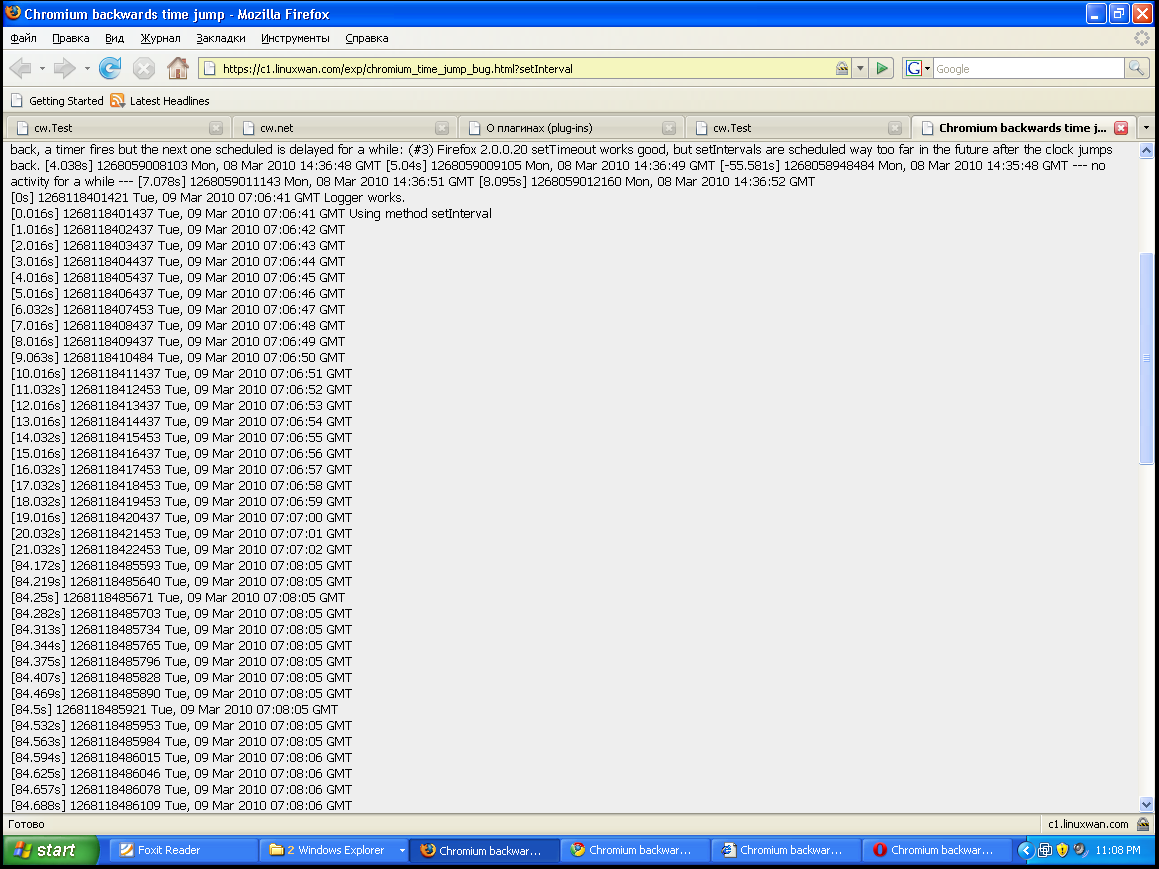 Chromium backwards time jump - Mozilla Firefox
Файл Правка Вид Журнал Закладки Инструменты Справка
https://c1.linuxwan.com/exp/chromium_time_jump_bug.html?setInterval
Google
Getting Started Latest Headlines
cw.Test cw.net О плагинах (plug-ins) cw.Test Chromium backwards time j...
back, a timer fires but the next one scheduled is delayed for a while: (#3) Firefox 2.0.0.20 setTimeout works good, but setIntervals are scheduled way too far in the future after the clock jumps
back. [4.038s] 1268059008103 Mon, 08 Mar 2010 14:36:48 GMT [5.04s] 1268059009105 Mon, 08 Mar 2010 14:36:49 GMT [-55.581s] 1268058948484 Mon, 08 Mar 2010 14:35:48 GMT --- no
activity for a while --- [7.078s] 1268059011143 Mon, 08 Mar 2010 14:36:51 GMT [8.095s] 1268059012160 Mon, 08 Mar 2010 14:36:52 GMT
[0s] 1268118401421 Tue, 09 Mar 2010 07:06:41 GMT Logger works.
[0.016s] 1268118401437 Tue, 09 Mar 2010 07:06:41 GMT Using method setInterval
[1.016s] 1268118402437 Tue, 09 Mar 2010 07:06:42 GMT
[2.016s] 1268118403437 Tue, 09 Mar 2010 07:06:43 GMT
[3.016s] 1268118404437 Tue, 09 Mar 2010 07:06:44 GMT
[4.016s] 1268118405437 Tue, 09 Mar 2010 07:06:45 GMT
[5.016s] 1268118406437 Tue, 09 Mar 2010 07:06:46 GMT
[6.032s] 1268118407453 Tue, 09 Mar 2010 07:06:47 GMT
[7.016s] 1268118408437 Tue, 09 Mar 2010 07:06:48 GMT
[8.016s] 1268118409437 Tue, 09 Mar 2010 07:06:49 GMT
[9.063s] 1268118410484 Tue, 09 Mar 2010 07:06:50 GMT
[10.016s] 1268118411437 Tue, 09 Mar 2010 07:06:51 GMT
[11.032s] 1268118412453 Tue, 09 Mar 2010 07:06:52 GMT
[12.016s] 1268118413437 Tue, 09 Mar 2010 07:06:53 GMT
[13.016s] 1268118414437 Tue, 09 Mar 2010 07:06:54 GMT
[14.032s] 1268118415453 Tue, 09 Mar 2010 07:06:55 GMT
[15.016s] 1268118416437 Tue, 09 Mar 2010 07:06:56 GMT
[16.032s] 1268118417453 Tue, 09 Mar 2010 07:06:57 GMT
[17.032s] 1268118418453 Tue, 09 Mar 2010 07:06:58 GMT
[18.032s] 1268118419453 Tue, 09 Mar 2010 07:06:59 GMT
[19.016s] 1268118420437 Tue, 09 Mar 2010 07:07:00 GMT
[20.032s] 1268118421453 Tue, 09 Mar 2010 07:07:01 GMT
[21.032s] 1268118422453 Tue, 09 Mar 2010 07:07:02 GMT
[84.172s] 1268118485593 Tue, 09 Mar 2010 07:08:05 GMT
[84.219s] 1268118485640 Tue, 09 Mar 2010 07:08:05 GMT
[84.25s] 1268118485671 Tue, 09 Mar 2010 07:08:05 GMT
[84.282s] 1268118485703 Tue, 09 Mar 2010 07:08:05 GMT
[84.313s] 1268118485734 Tue, 09 Mar 2010 07:08:05 GMT
[84.344s] 1268118485765 Tue, 09 Mar 2010 07:08:05 GMT
[84.375s] 1268118485796 Tue, 09 Mar 2010 07:08:05 GMT
[84.407s] 1268118485828 Tue, 09 Mar 2010 07:08:05 GMT
[84.469s] 1268118485890 Tue, 09 Mar 2010 07:08:05 GMT
[84.5s] 1268118485921 Tue, 09 Mar 2010 07:08:05 GMT
[84.532s] 1268118485953 Tue, 09 Mar 2010 07:08:05 GMT
[84.563s] 1268118485984 Tue, 09 Mar 2010 07:08:05 GMT
[84.594s] 1268118486015 Tue, 09 Mar 2010 07:08:06 GMT
[84.625s] 1268118486046 Tue, 09 Mar 2010 07:08:06 GMT
[84.657s] 1268118486078 Tue, 09 Mar 2010 07:08:06 GMT
[84.688s] 1268118486109 Tue, 09 Mar 2010 07:08:06 GMT
Готово c1.linuxwan.com
start Foxit Reader 2 Windows Explorer Chromium backwar... Chromium backwar... Chromium backwar... Chromium backwar... 11:08 PM